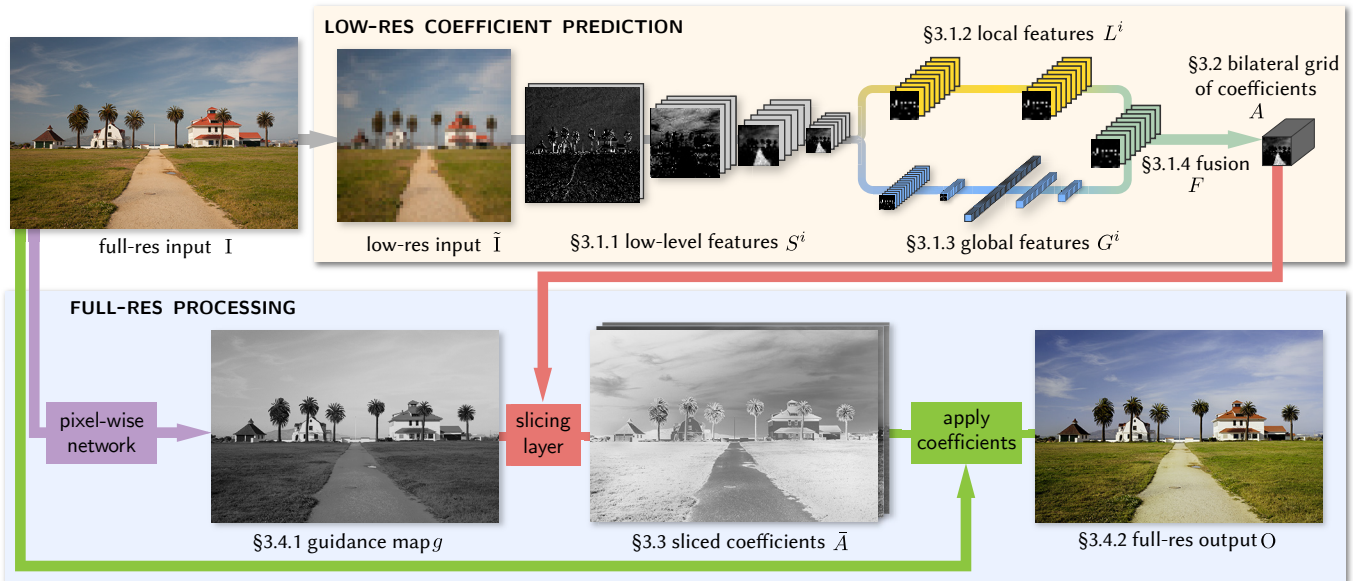 LOW-RES COEFFICIENT PREDICTION
§3.1.2 local features L^i
§3.2 bilateral grid
of coefficients
A
§3.1.4 fusion
F
full-res input I
low-res input Ĩ
§3.1.1 low-level features S^i
§3.1.3 global features G^i
FULL-RES PROCESSING
pixel-wise
network
slicing
layer
apply
coefficients
§3.4.1 guidance map g
§3.3 sliced coefficients Ā
§3.4.2 full-res output O